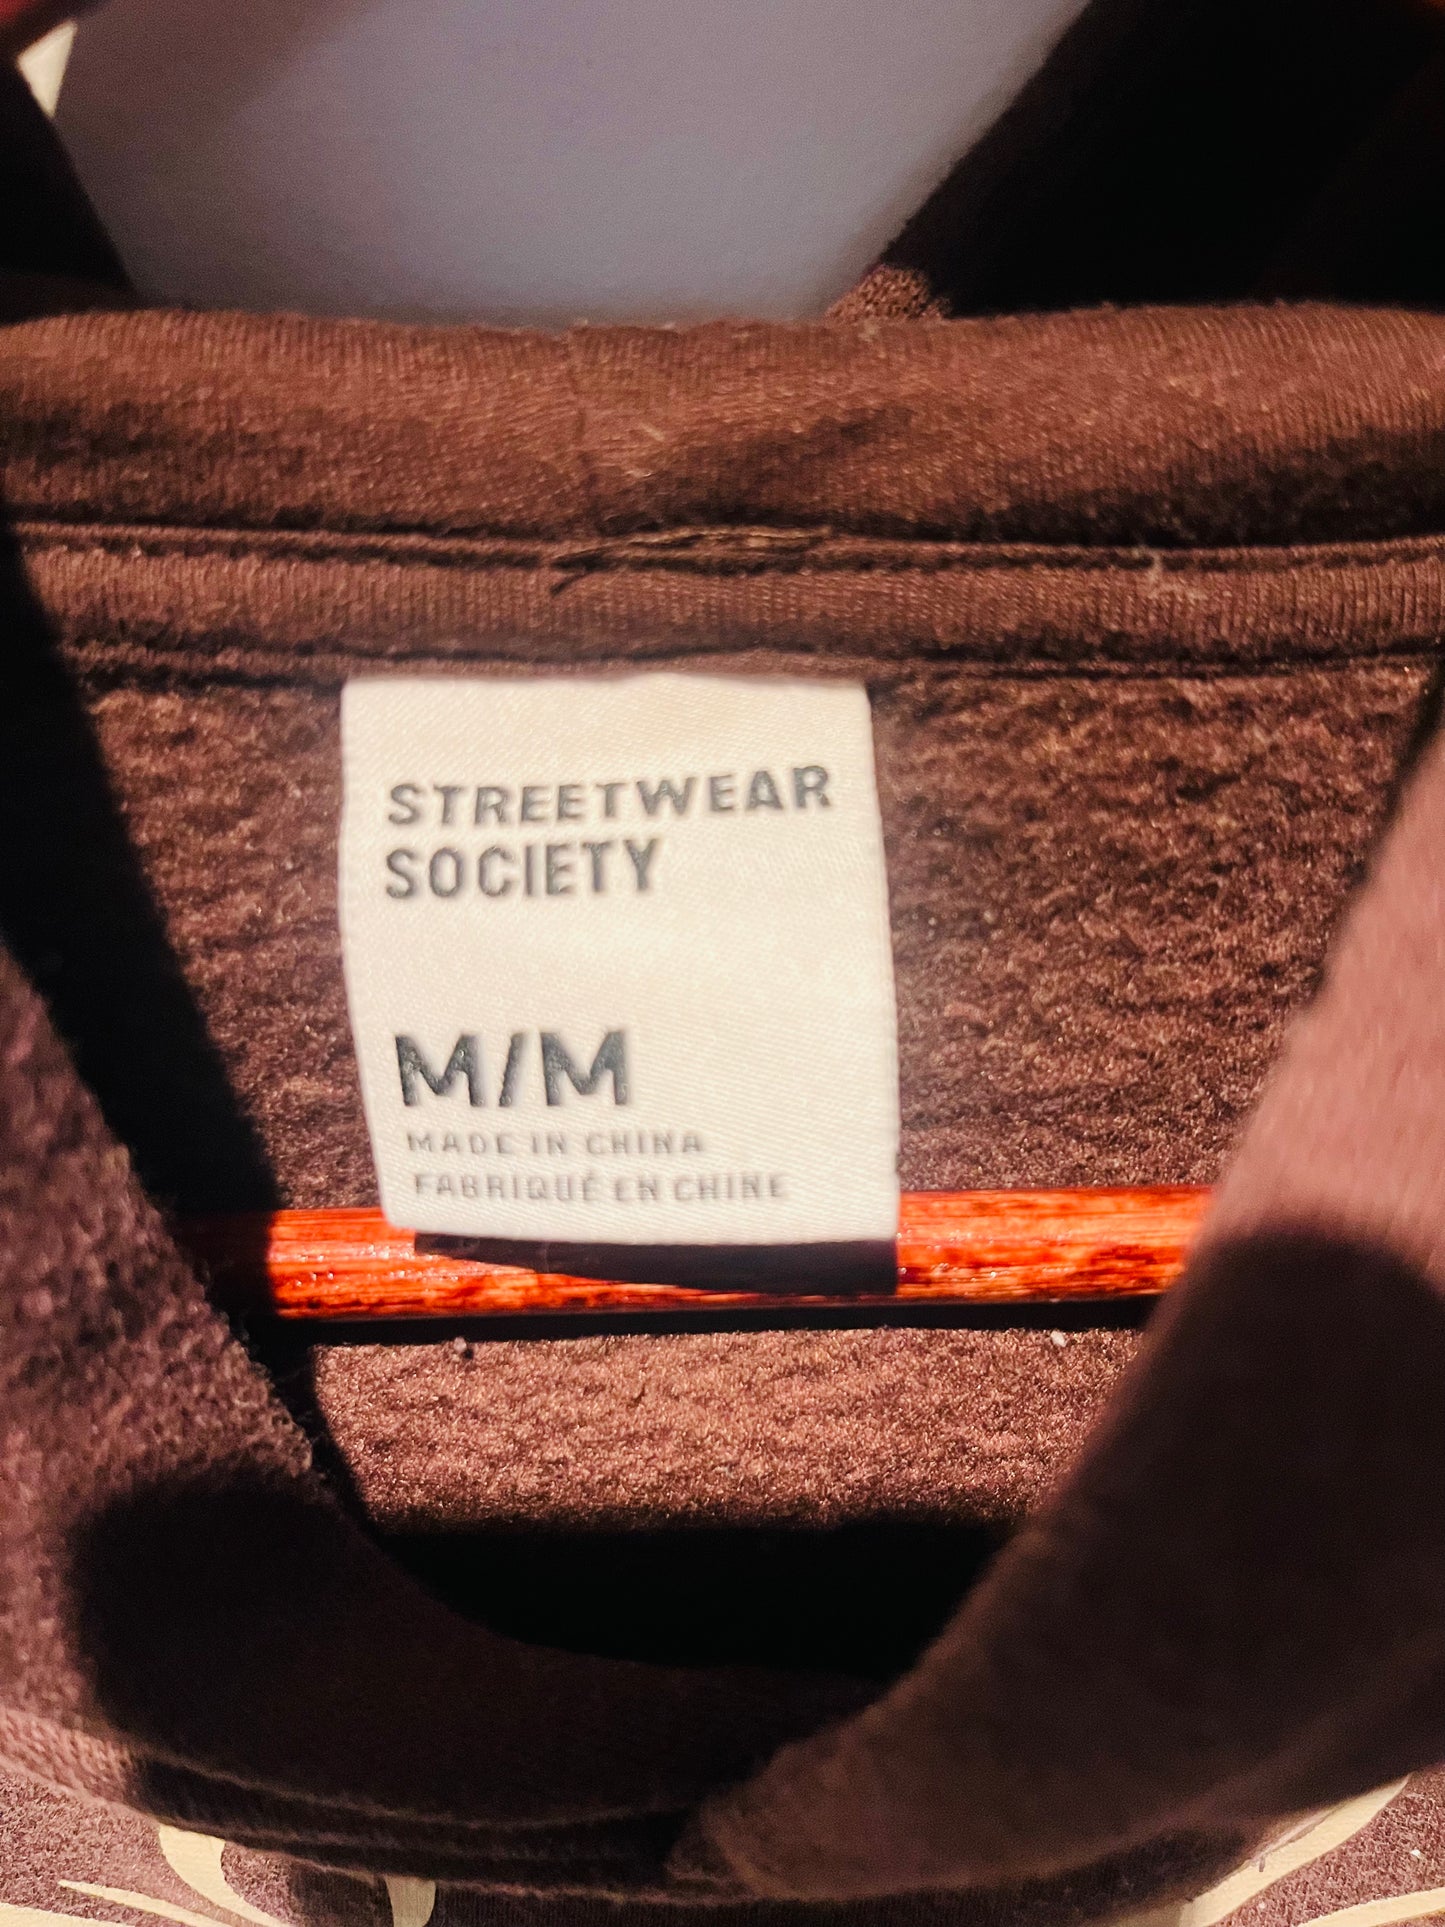 STREETWEAR
SOCIETY
M/M
MADE IN CHINA
FABRIQUÉ EN CHINE